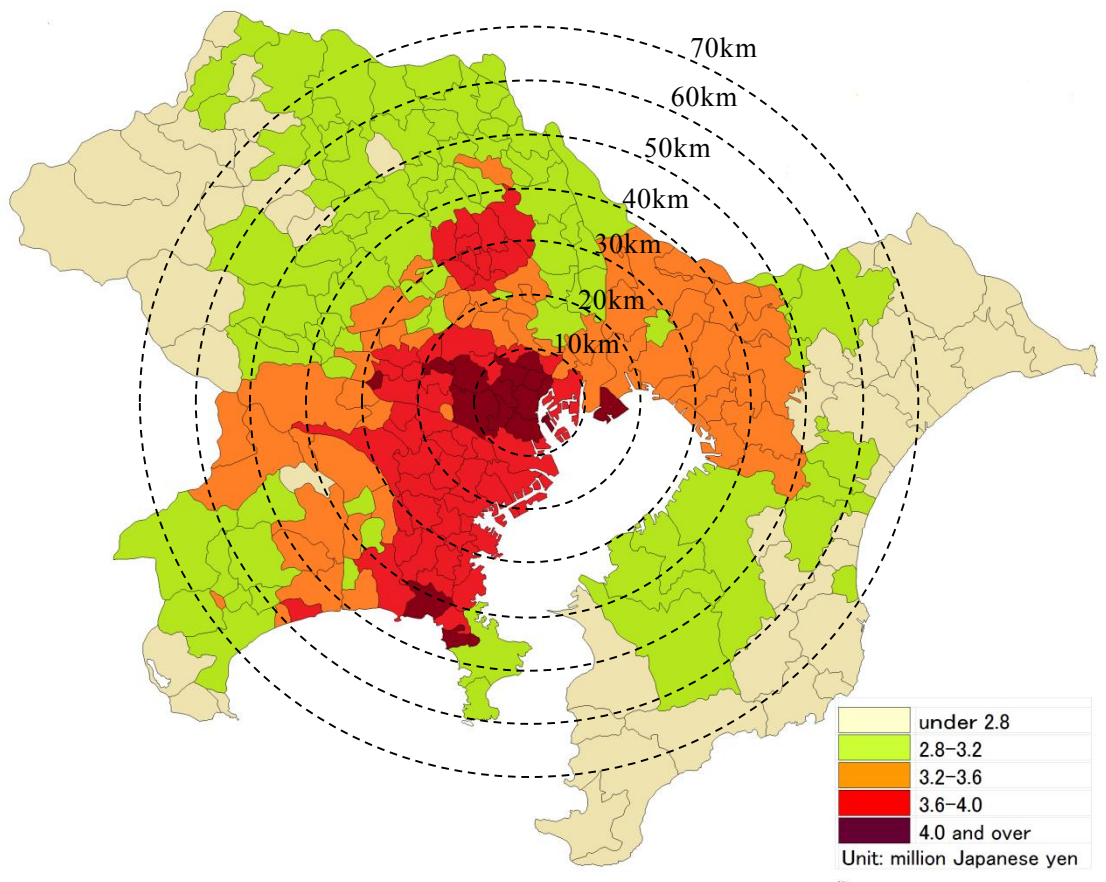 70km
60km
50km
40km
30km
20km
10km
under 2.8
2.8-3.2
3.2-3.6
3.6-4.0
4.0 and over
Unit: million Japanese yen